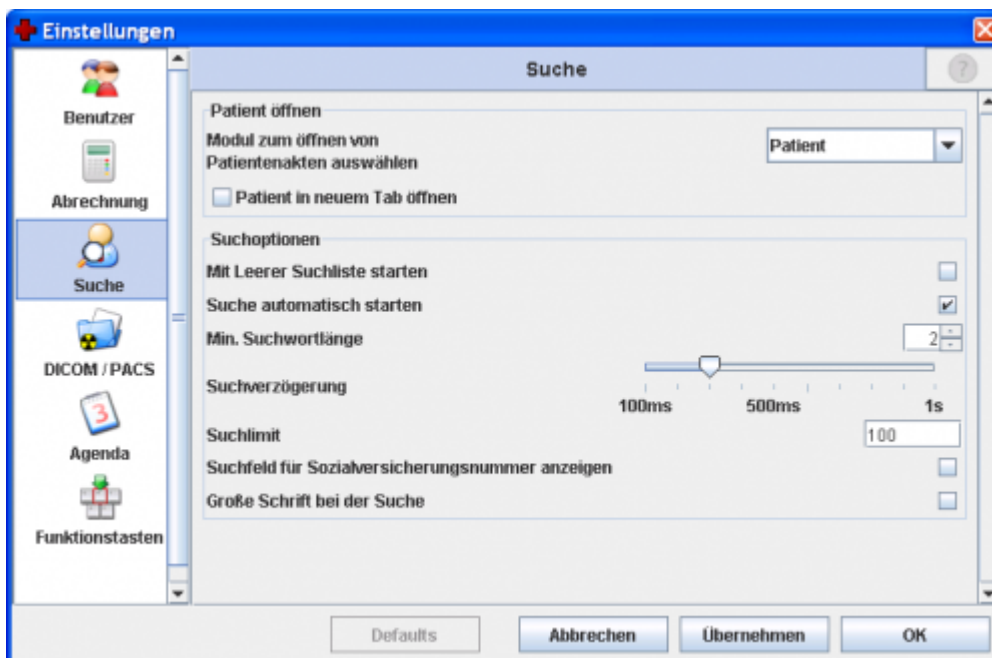 Einstellungen
Benutzer
Abrechnung
Suche
DICOM / PACS
3
Agenda
Funktionstasten
Suche
?
Patient öffnen
Modul zum öffnen von
Patientenakten auswählen
Patient
Patient in neuem Tab öffnen
Suchoptionen
Mit Leerer Suchliste starten
Suche automatisch starten
Min. Suchwortlänge
2
Suchverzögerung
100ms 500ms 1s
Suchlimit
100
Suchfeld für Sozialversicherungsnummer anzeigen
Große Schrift bei der Suche
Defaults Abbrechen Übernehmen OK